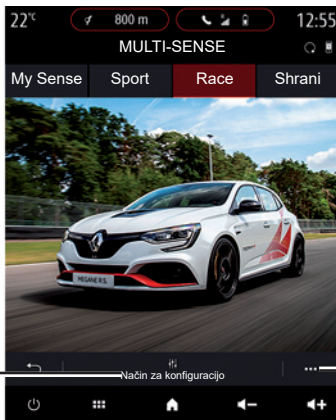 22°C 800 m 12:55
MULTI-SENSE
My Sense Sport Race Shrani
MEGANE R.S.
Način za konfiguracijo